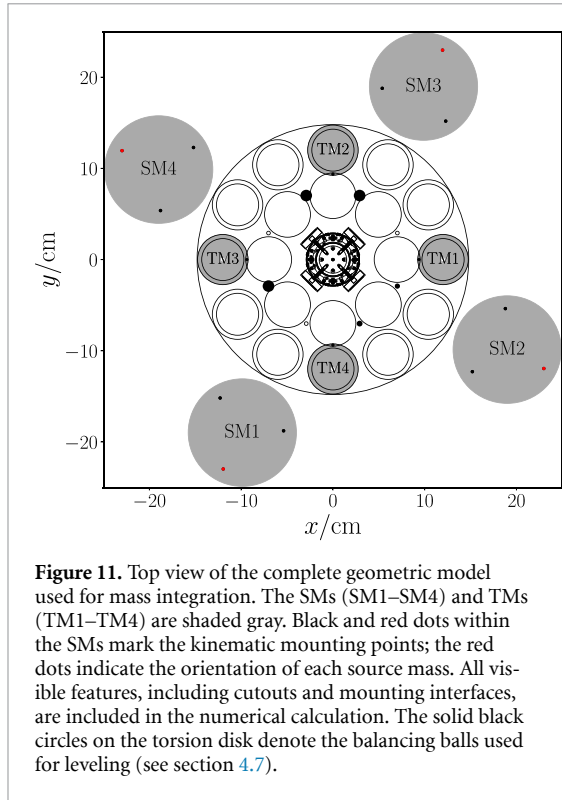 20
10
0
−10
−20
y/cm
SM3
SM4
TM2
TM3
TM1
TM4
SM2
SM1
−20
−10
0
10
20
x/cm
Figure 11. Top view of the complete geometric model
used for mass integration. The SMs (SM1–SM4) and TMs
(TM1–TM4) are shaded gray. Black and red dots within
the SMs mark the kinematic mounting points; the red
dots indicate the orientation of each source mass. All vis-
ible features, including cutouts and mounting interfaces,
are included in the numerical calculation. The solid black
circles on the torsion disk denote the balancing balls used
for leveling (see section 4.7).